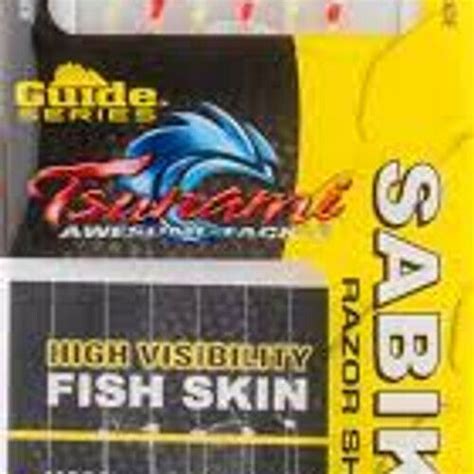 Guide
SERIES
Tsunami
AWESOME TACKLE
SABIK
RAZOR SH
HIGH VISIBILITY
FISH SKIN